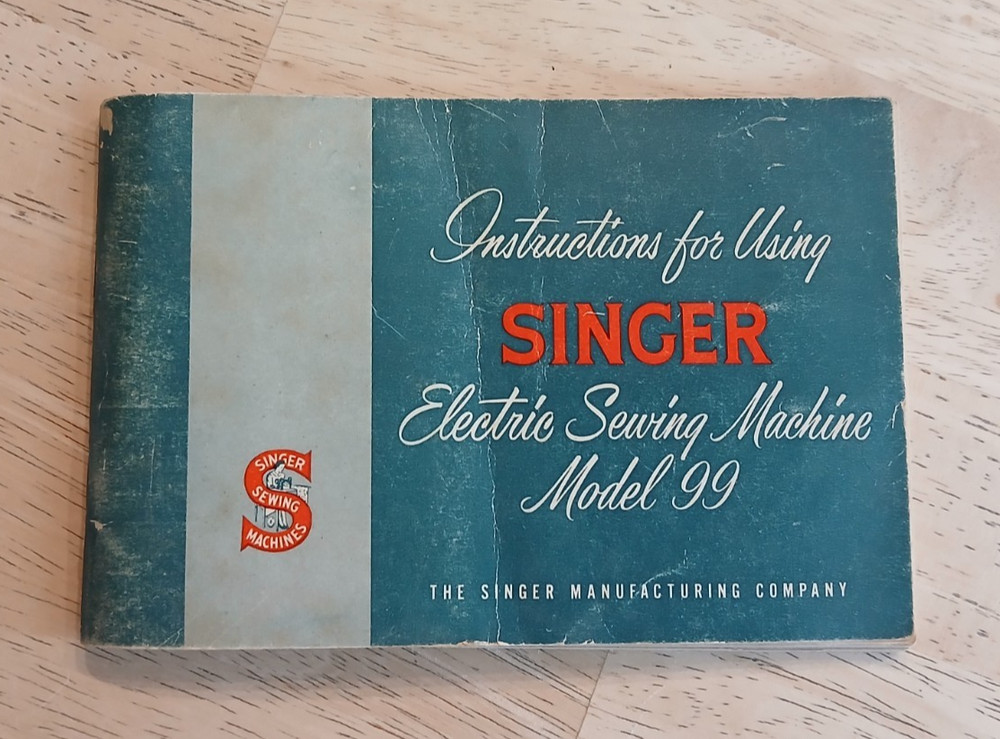 Instructions for Using
SINGER
Electric Sewing Machine
Model 99
THE SINGER MANUFACTURING COMPANY
SINGER
SEWING
MACHINES